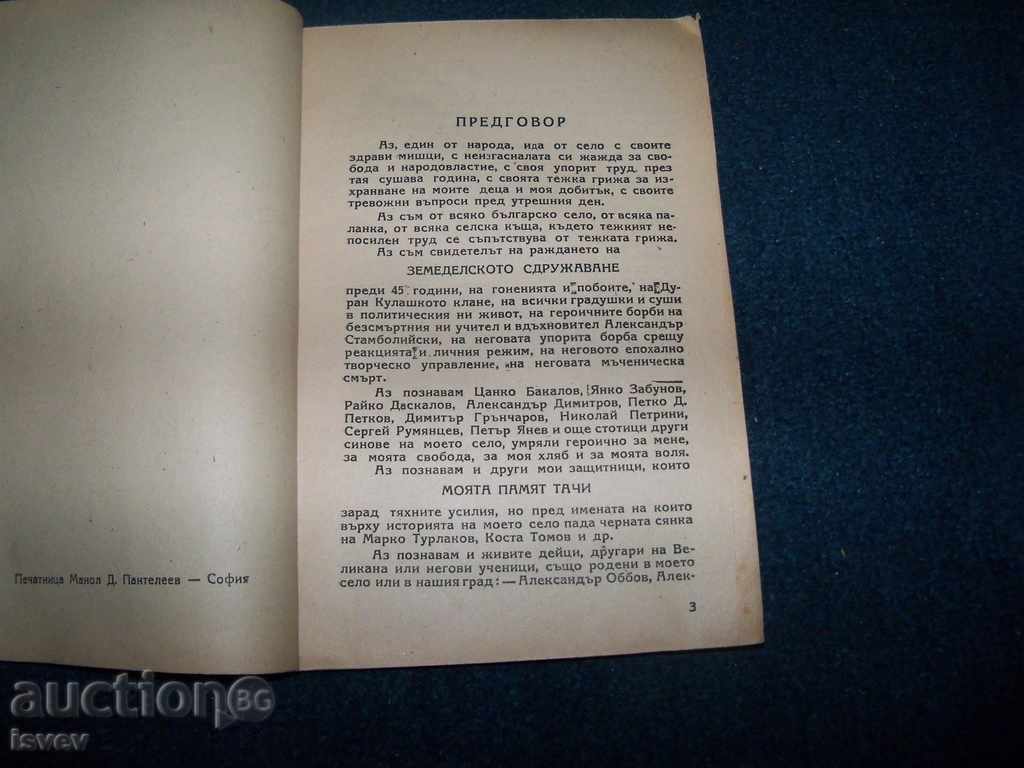 Печатница Манол Д. Пантелеев — София
ПРЕДГОВОР
Аз, един от народа, ида от село с своите
здрави мишци, с неизгасналата си жажда за сво-
бода и народовластие, с своя упорит труд през
тая сушава година, с своята тежка грижа за из-
хранване на моите деца и моя добитък, с своите
тревожни въпроси пред утрешния ден.
Аз съм от всяко българско село, от всяка па-
ланка, от всяка селска къща, където тежкият не-
посилен труд се съпътствува от тежката грижа.
Аз съм свидетелът на раждането на
ЗЕМЕДЕЛСКОТО СДРУЖАВАНЕ
преди 45 години, на гоненията и побоите, на Ду-
ран Кулашкото клане, на всички градушки и суши
в политическия ни живот, на героичните борби на
безсмъртния ни учител и вдъхновител Александър
Стамболийски, на неговата упорита борба срещу
реакцията и личния режим, на неговото епохално
творческо управление, на неговата мъченическа
смърт.
Аз познавам Цанко Бакалов, Янко Забунов,
Райко Даскалов, Александър Димитров, Петко Д.
Петков, Димитър Грънчаров, Николай Петрини,
Сергей Румянцев, Петър Янев и още стотици други
синове на моето село, умряли героично за мене,
за моята свобода, за моя хляб и за моята воля.
Аз познавам и други мои защитници, които
МОЯТА ПАМЯТ ТАЧИ
зарад тяхните усилия, но пред имената на които
върху историята на моето село пада черната сянка
на Марко Турлаков, Коста Томов и др.
Аз познавам и живите дейци, другари на Ве-
ликана или негови ученици, също родени в моето
село или в нашия град: — Александър Оббов, Алек-
3
auction BG
isvev